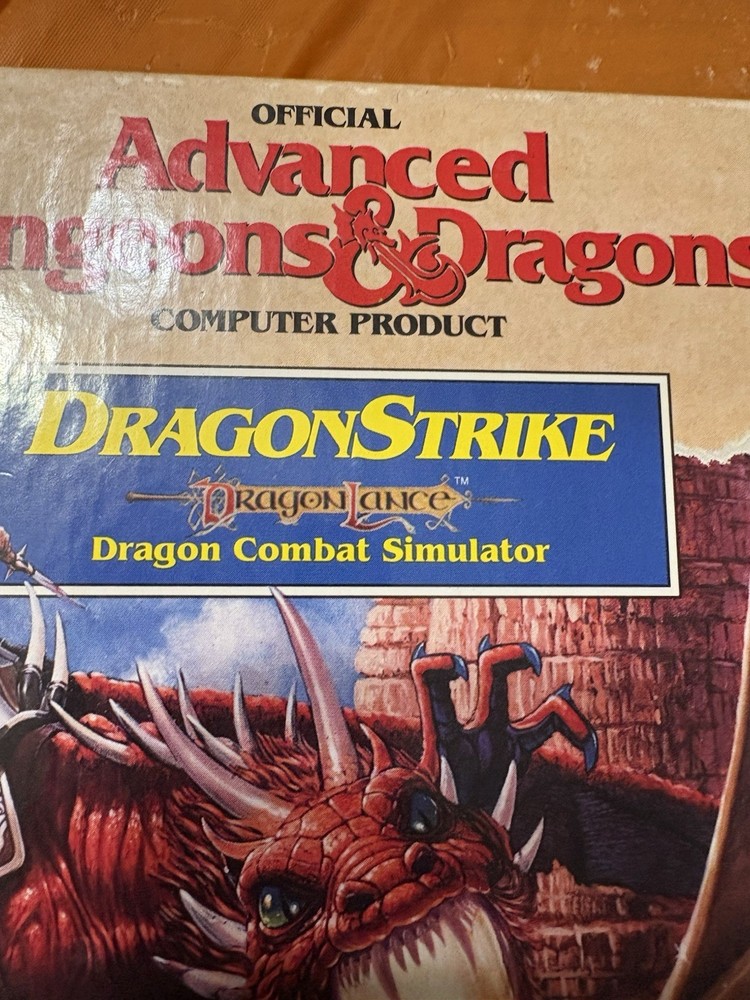 OFFICIAL
Advanced
ngeons & Dragons
COMPUTER PRODUCT
DRAGONSTRIKE
DRAGONLANCE™
Dragon Combat Simulator